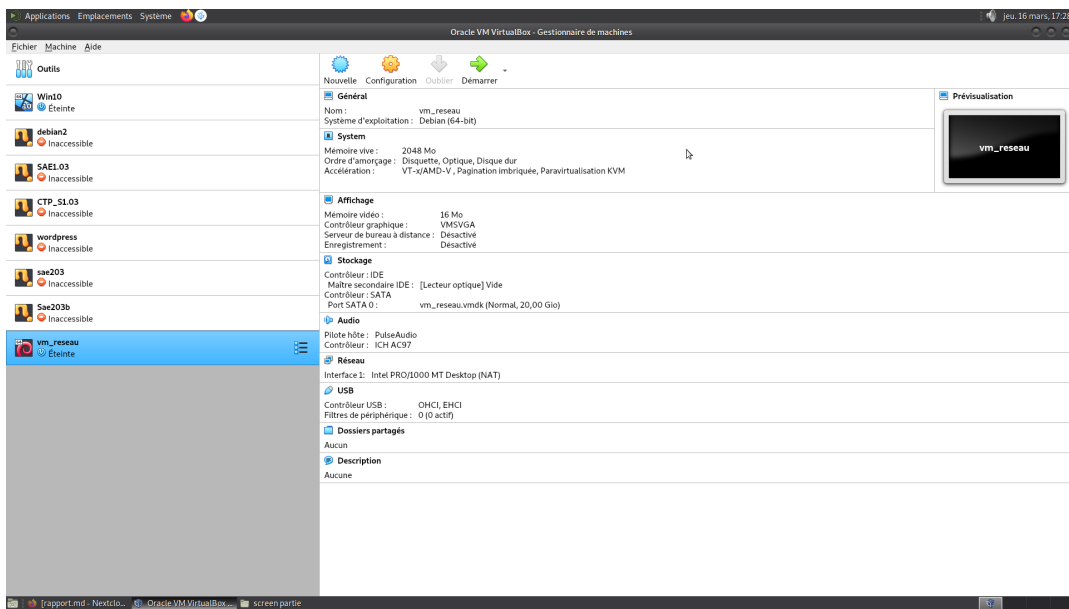 Applications Emplacements Système
jeu. 16 mars, 17:28
Oracle VM VirtualBox - Gestionnaire de machines
Fichier Machine Aide
Outils
Win10
Éteinte
debian2
Inaccessible
SAE1.03
Inaccessible
CTP_S1.03
Inaccessible
wordpress
Inaccessible
sae203
Inaccessible
Sae203b
Inaccessible
vm_reseau
Éteinte
Nouvelle Configuration Oublier Démarrer
Général
Nom : vm_reseau
Système d'exploitation : Debian (64-bit)
System
Mémoire vive : 2048 Mo
Ordre d'amorçage : Disquette, Optique, Disque dur
Accélération : VT-x/AMD-V , Pagination imbriquée, Paravirtualisation KVM
Prévisualisation
vm_reseau
Affichage
Mémoire vidéo : 16 Mo
Contrôleur graphique : VMSVGA
Serveur de bureau à distance : Désactivé
Enregistrement : Désactivé
Stockage
Contrôleur : IDE
Maître secondaire IDE : [Lecteur optique] Vide
Contrôleur : SATA
Port SATA 0 : vm_reseau.vmdk (Normal, 20,00 Gio)
Audio
Pilote hôte : PulseAudio
Contrôleur : ICH AC97
Réseau
Interface 1: Intel PRO/1000 MT Desktop (NAT)
USB
Contrôleur USB : OHCI, EHCI
Filtres de périphérique : 0 (0 actif)
Dossiers partagés
Aucun
Description
Aucune
[rapport.md - Nextclo... Oracle VM VirtualBox ... screen partie